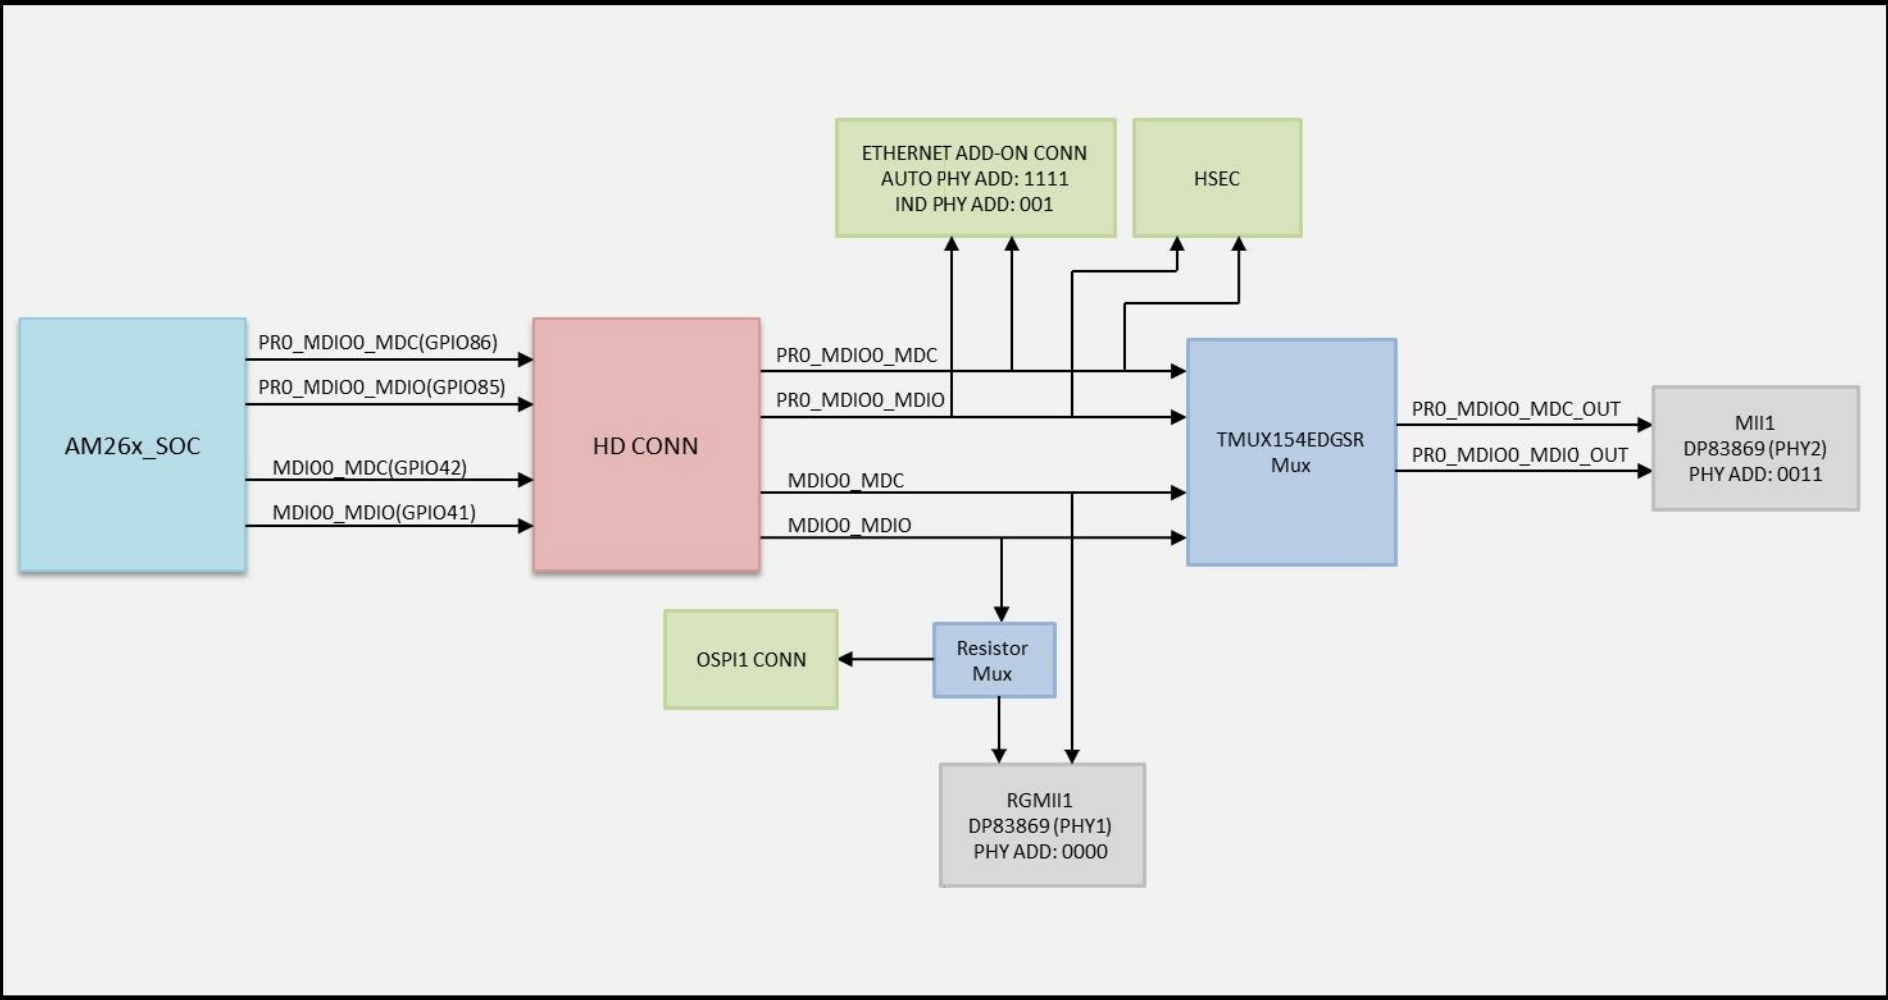 ETHERNET ADD-ON CONN
AUTO PHY ADD: 1111
IND PHY ADD: 001
HSEC
AM26x_SOC
PR0_MDIO0_MDC(GPIO86)
PR0_MDIO0_MDIO(GPIO85)
MDIO0_MDC(GPIO42)
MDIO0_MDIO(GPIO41)
HD CONN
PR0_MDIO0_MDC
PR0_MDIO0_MDIO
MDIO0_MDC
MDIO0_MDIO
TMUX154EDGSR
Mux
PR0_MDIO0_MDC_OUT
PR0_MDIO0_MDIO_OUT
MII1
DP83869 (PHY2)
PHY ADD: 0011
OSPI1 CONN
Resistor
Mux
RGMII1
DP83869 (PHY1)
PHY ADD: 0000